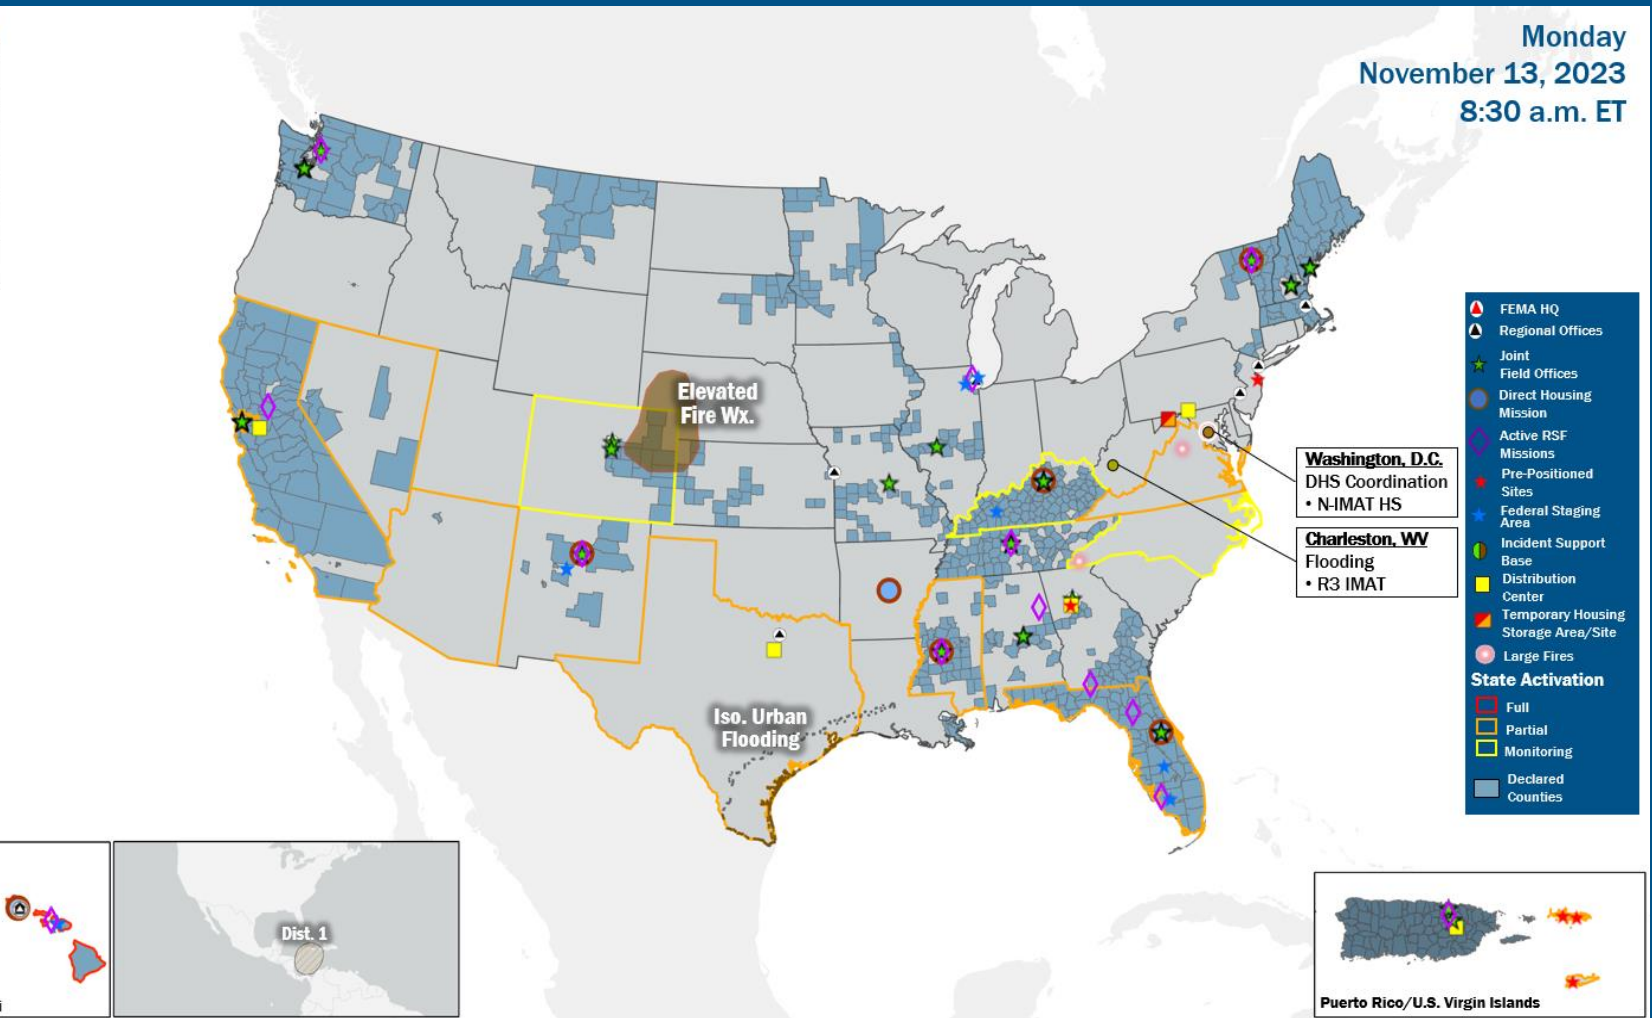 Monday
November 13, 2023
8:30 a.m. ET
Elevated
Fire Wx.
Iso. Urban
Flooding
Washington, D.C.
DHS Coordination
• N-IMAT HS
Charleston, WV
Flooding
• R3 IMAT
FEMA HQ
Regional Offices
Joint
Field Offices
Direct Housing
Mission
Active RSF
Missions
Pre-Positioned
Sites
Federal Staging
Area
Incident Support
Base
Distribution
Center
Temporary Housing
Storage Area/Site
Large Fires
State Activation
Full
Partial
Monitoring
Declared
Counties
Dist. 1
Puerto Rico/U.S. Virgin Islands